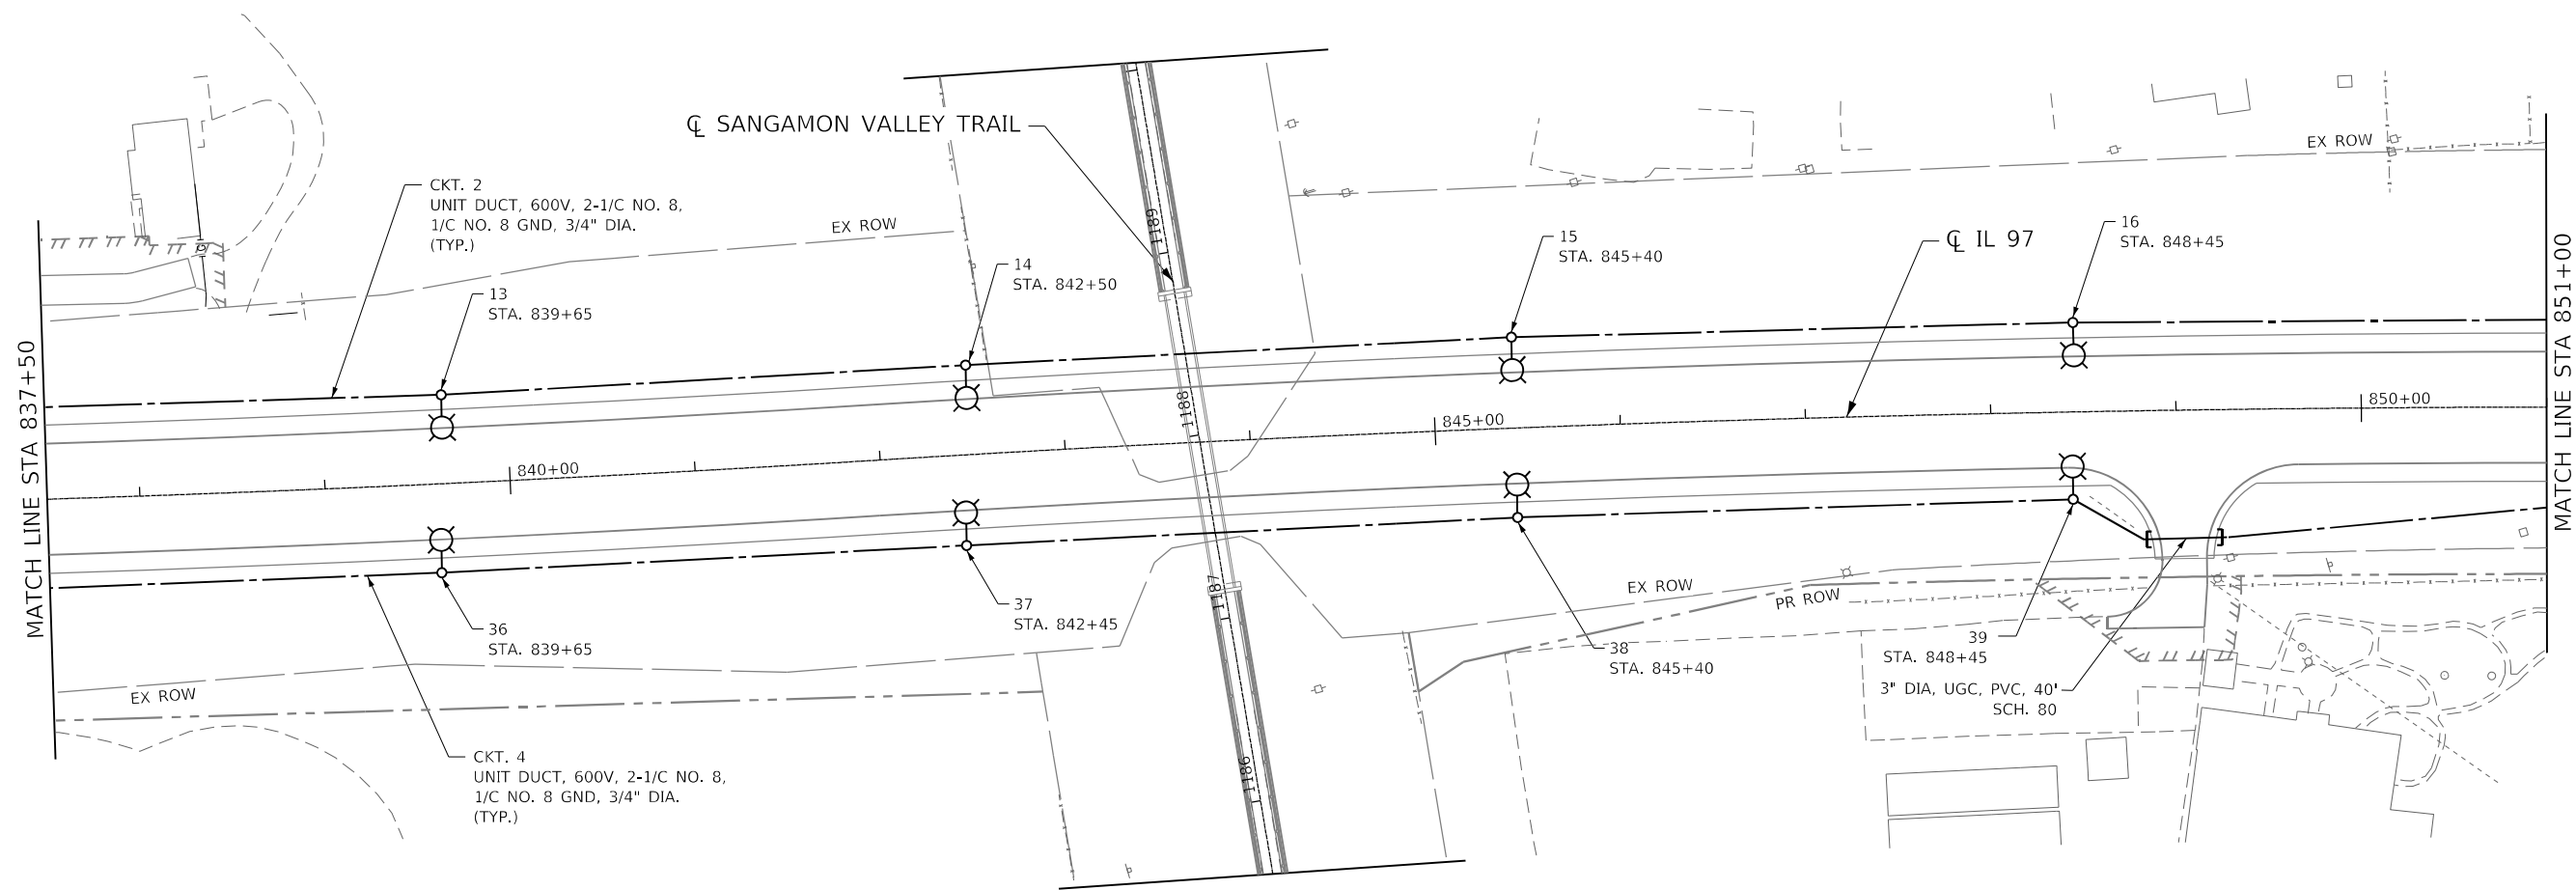 ℄ SANGAMON VALLEY TRAIL
EX ROW
CKT. 2
UNIT DUCT, 600V, 2-1/C NO. 8,
1/C NO. 8 GND, 3/4" DIA.
(TYP.)
EX ROW
1189
16
STA. 848+45
15
STA. 845+40
℄ IL 97
14
STA. 842+50
13
STA. 839+65
MATCH LINE STA 837+50
MATCH LINE STA 851+00
1188
850+00
845+00
840+00
1187
EX ROW
PR ROW
37
STA. 842+45
36
STA. 839+65
38
STA. 845+40
39
STA. 848+45
3" DIA, UGC, PVC, 40'
SCH. 80
EX ROW
1186
CKT. 4
UNIT DUCT, 600V, 2-1/C NO. 8,
1/C NO. 8 GND, 3/4" DIA.
(TYP.)